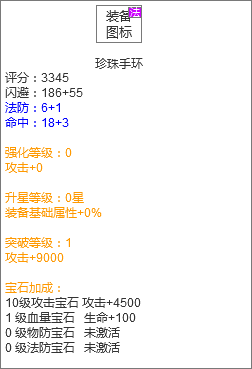 装备法
图标
珍珠手环
评分：3345
闪避：186+55
法防：6+1
命中：18+3
强化等级：0
攻击+0
升星等级：0星
装备基础属性+0%
突破等级：1
攻击+9000
宝石加成：
10级攻击宝石 攻击+4500
1 级血量宝石 生命+100
0 级物防宝石 未激活
0 级法防宝石 未激活